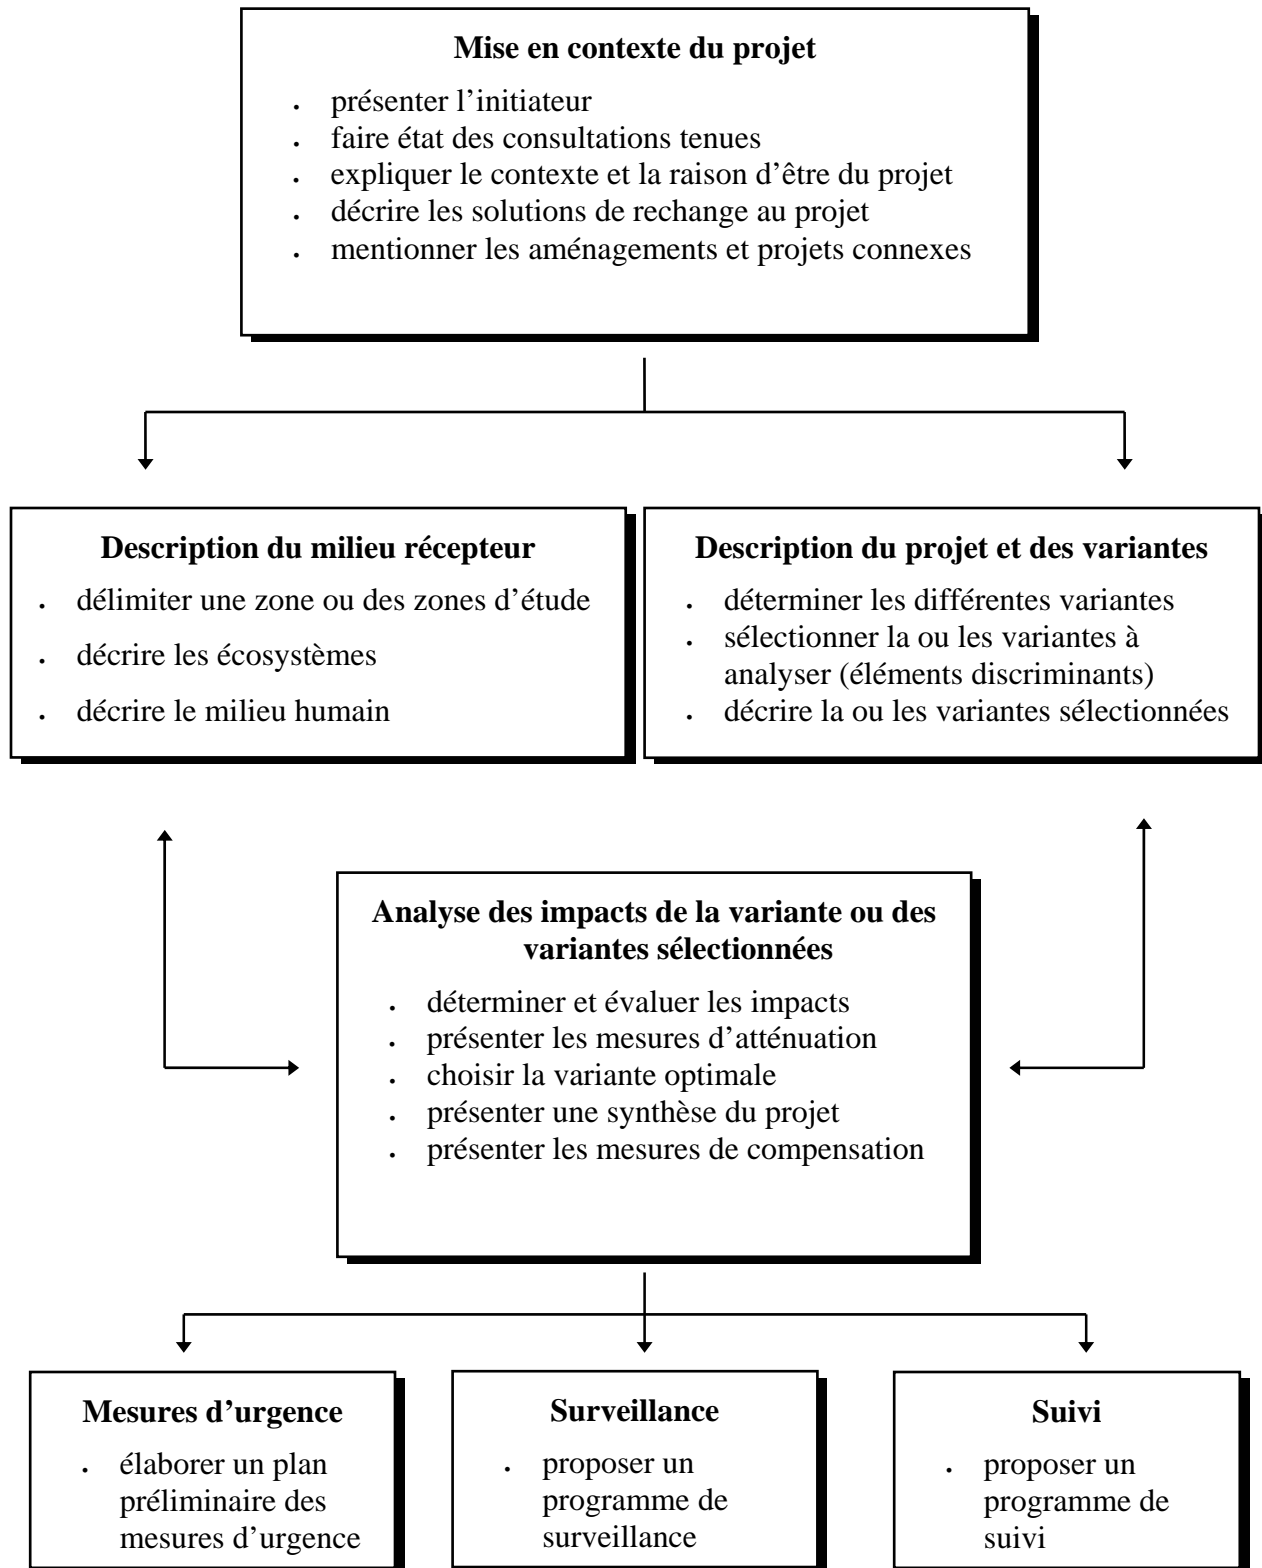 Mise en contexte du projet
. présenter l’initiateur
. faire état des consultations tenues
. expliquer le contexte et la raison d’être du projet
. décrire les solutions de rechange au projet
. mentionner les aménagements et projets connexes
Description du milieu récepteur
. délimiter une zone ou des zones d’étude
. décrire les écosystèmes
. décrire le milieu humain
Description du projet et des variantes
. déterminer les différentes variantes
. sélectionner la ou les variantes à
analyser (éléments discriminants)
. décrire la ou les variantes sélectionnées
Analyse des impacts de la variante ou des
variantes sélectionnées
. déterminer et évaluer les impacts
. présenter les mesures d’atténuation
. choisir la variante optimale
. présenter une synthèse du projet
. présenter les mesures de compensation
Mesures d’urgence
. élaborer un plan
préliminaire des
mesures d’urgence
Surveillance
. proposer un
programme de
surveillance
Suivi
. proposer un
programme de
suivi